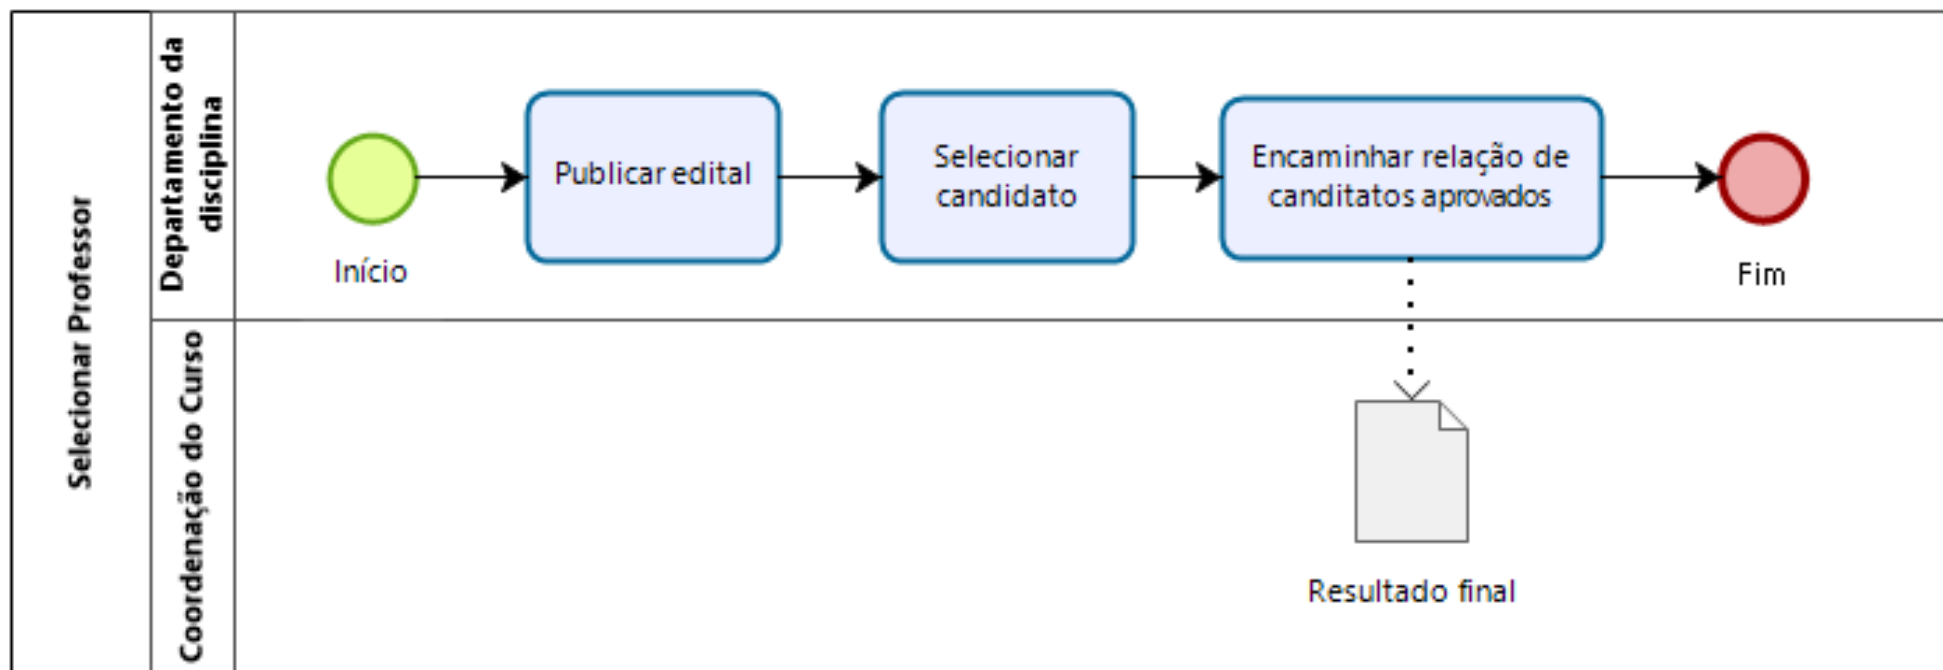 Selecionar Professor
Departamento da
disciplina
Início
Publicar edital
Selecionar
candidato
Encaminhar relação de
canditatos aprovados
Fim
Coordenação do Curso
Resultado final